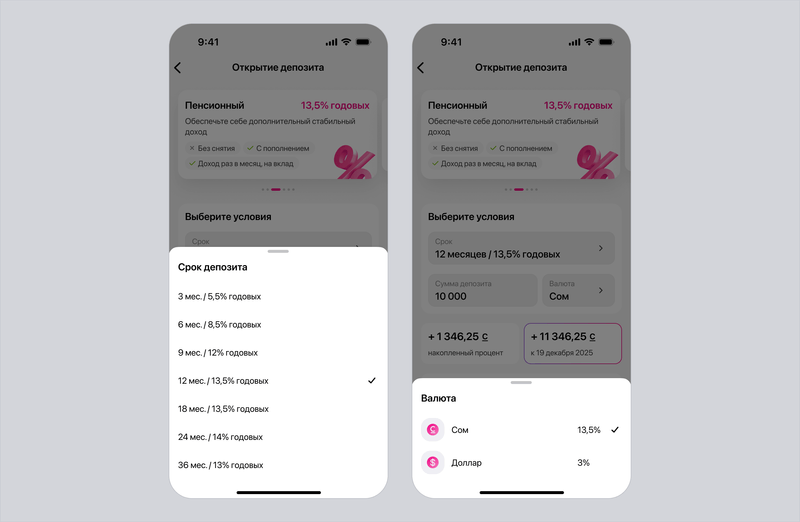 9:41
Открытие депозита
Пенсионный 13,5% годовых
Обеспечьте себе дополнительный стабильный
доход
Без снятия С пополнением
Доход раз в месяц, на вклад
Выберите условия
Срок
Срок депозита
3 мес. / 5,5% годовых
6 мес. / 8,5% годовых
9 мес. / 12% годовых
12 мес. / 13,5% годовых
18 мес. / 13,5% годовых
24 мес. / 14% годовых
36 мес. / 13% годовых
9:41
Открытие депозита
Пенсионный 13,5% годовых
Обеспечьте себе дополнительный стабильный
доход
Без снятия С пополнением
Доход раз в месяц, на вклад
Выберите условия
Срок
12 месяцев / 13,5% годовых
Сумма депозита Валюта
10 000 Сом
+ 1 346,25 с + 11 346,25 с
накопленный процент к 19 декабря 2025
Валюта
Сом 13,5%
Доллар 3%